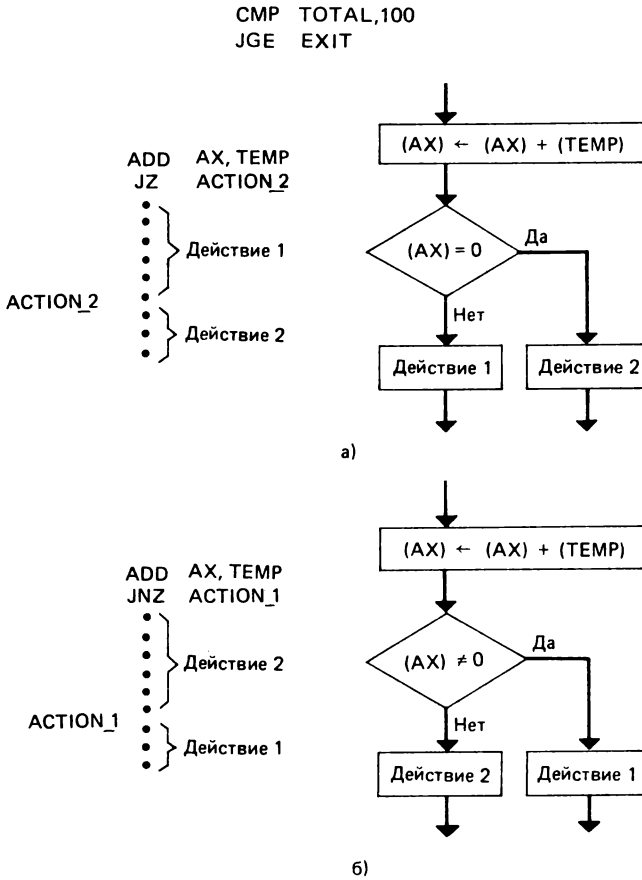 CMP TOTAL,100
JGE EXIT
(AX) ← (AX) + (TEMP)
ADD AX, TEMP
JZ ACTION_2
Действие 1
ACTION_2
Действие 2
(AX) = 0
Да
Нет
Действие 1
Действие 2
а)
(AX) ← (AX) + (TEMP)
ADD AX, TEMP
JNZ ACTION_1
Действие 2
ACTION_1
Действие 1
(AX) ≠ 0
Да
Нет
Действие 2
Действие 1
б)